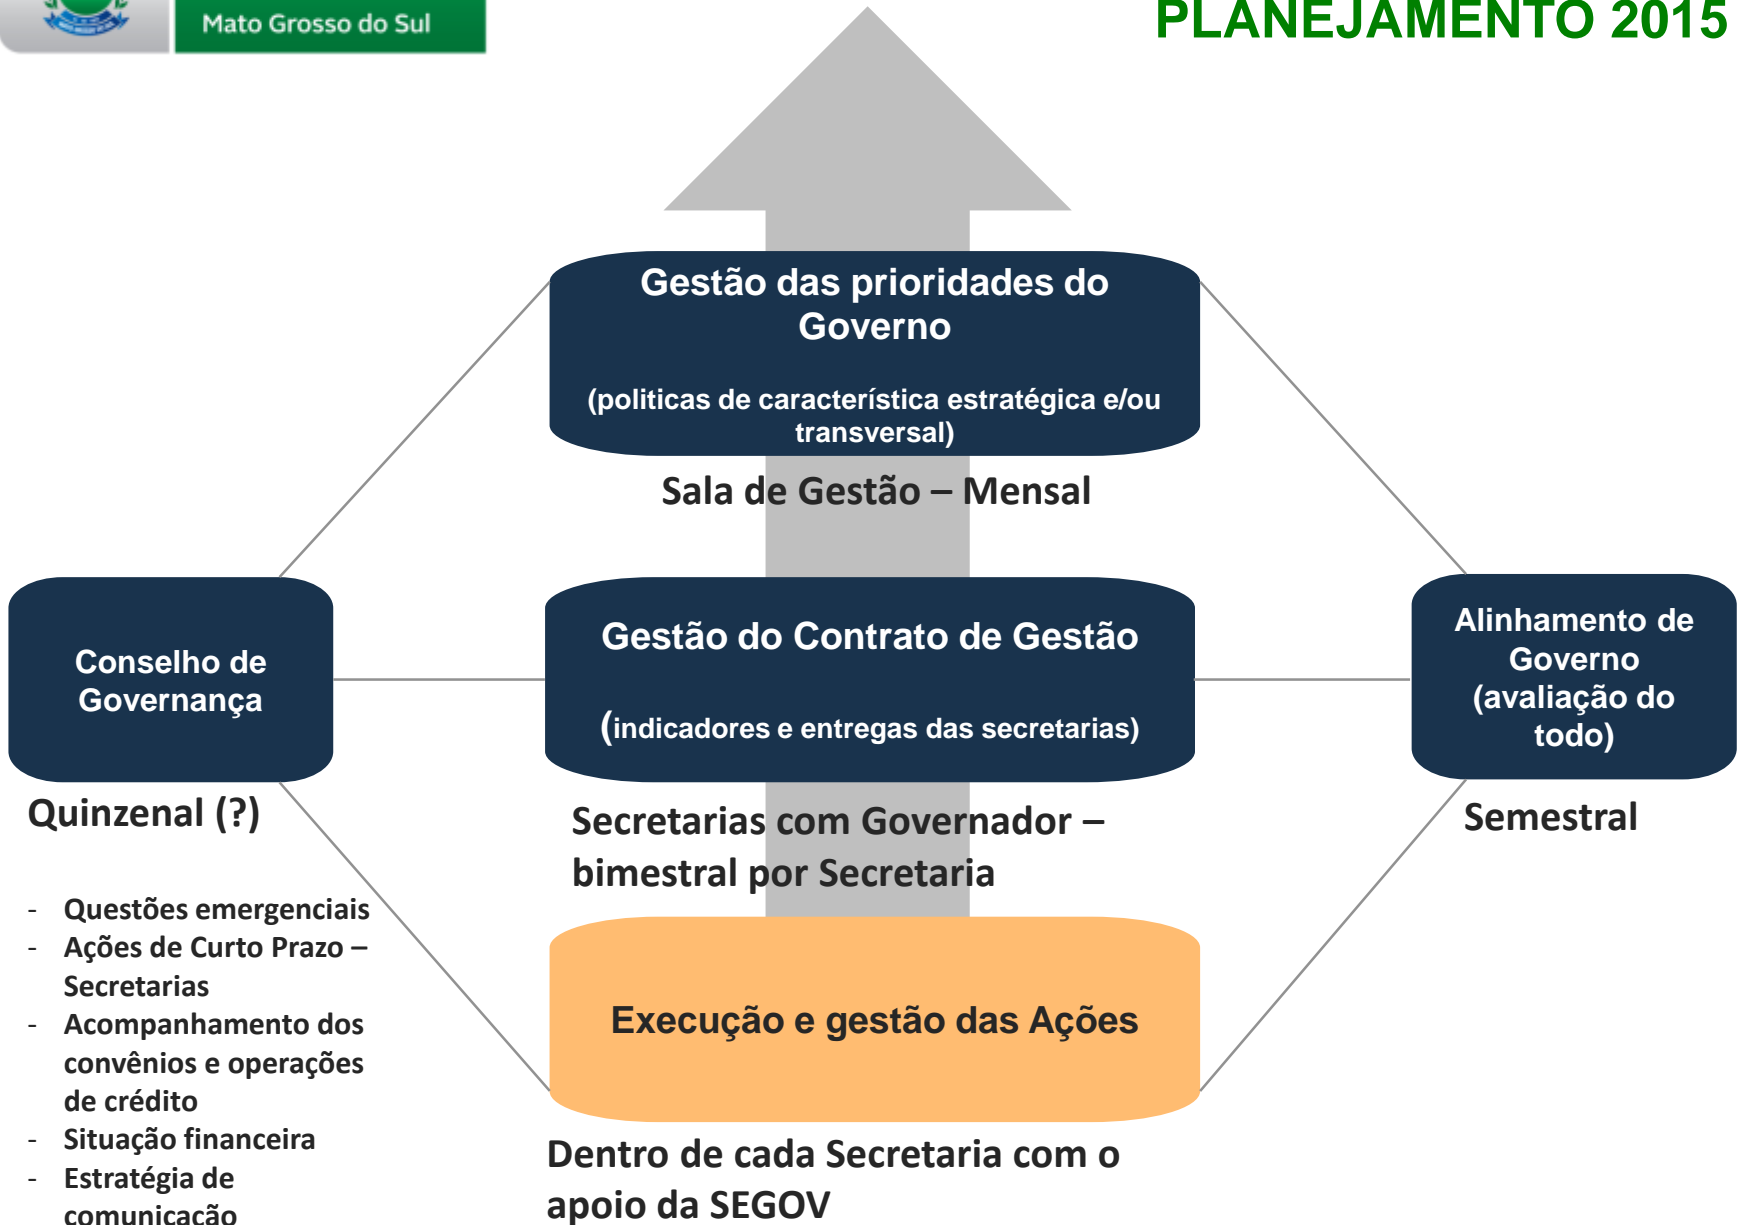 Mato Grosso do Sul
PLANEJAMENTO 2015
Gestão das prioridades do
Governo
(politicas de característica estratégica e/ou
transversal)
Sala de Gestão – Mensal
Conselho de
Governança
Quinzenal (?)
- Questões emergenciais
- Ações de Curto Prazo –
Secretarias
- Acompanhamento dos
convênios e operações
de crédito
- Situação financeira
- Estratégia de
comunicação
Gestão do Contrato de Gestão
(indicadores e entregas das secretarias)
Secretarias com Governador –
bimestral por Secretaria
Execução e gestão das Ações
Dentro de cada Secretaria com o
apoio da SEGOV
Alinhamento de
Governo
(avaliação do
todo)
Semestral